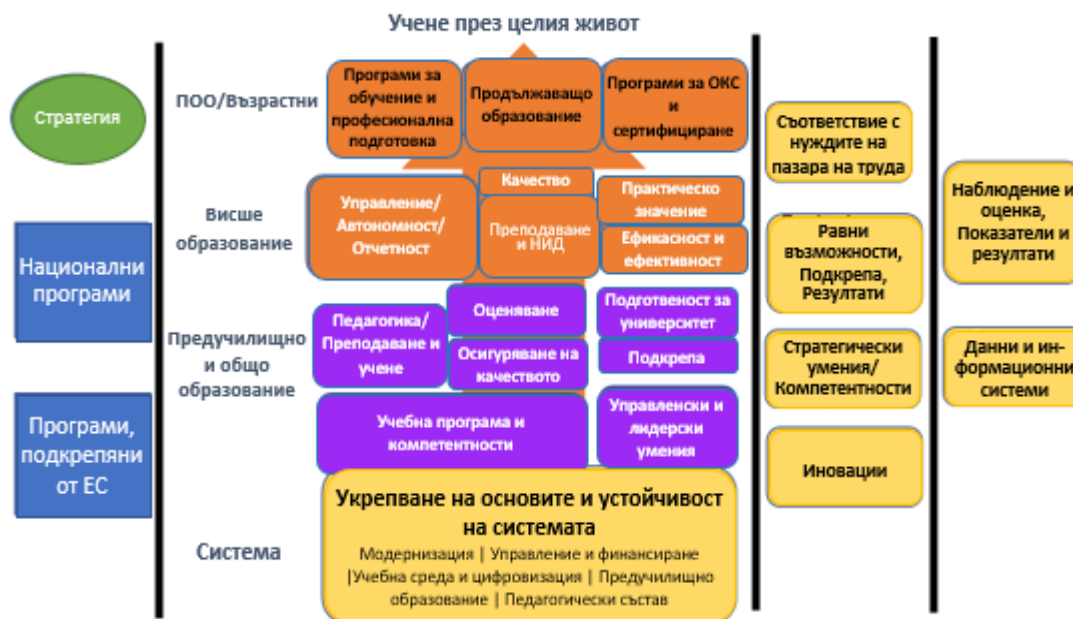 Учене през целия живот
Стратегия
Национални
програми
Програми,
подкрепяни
от ЕС
ПОО/Възрастни
Програми за
обучение и
професионална
подготовка
Продължаващо
образование
Програми за ОКС
и
сертифициране
Висше
образование
Управление/
Автономност/
Отчетност
Качество
Преподаване
и НИД
Практическо
значение
Ефикасност и
ефективност
Предучилищно
и общо
образование
Педагогика/
Преподаване и
учене
Оценяване
Осигуряване на
качеството
Подготвеност за
университет
Подкрепа
Учебна програма и
компетентности
Управленски и
лидерски
умения
Система
Укрепване на основите и устойчивост
на системата
Модернизация | Управление и финансиране
|Учебна среда и цифровизация | Предучилищно
образование | Педагогически състав
Съответствие с
нуждите на
пазара на труда
Равни
възможности,
Подкрепа,
Резултати
Стратегически
умения/
Компетентности
Иновации
Наблюдение и
оценка,
Показатели и
резултати
Данни и ин-
формационни
системи